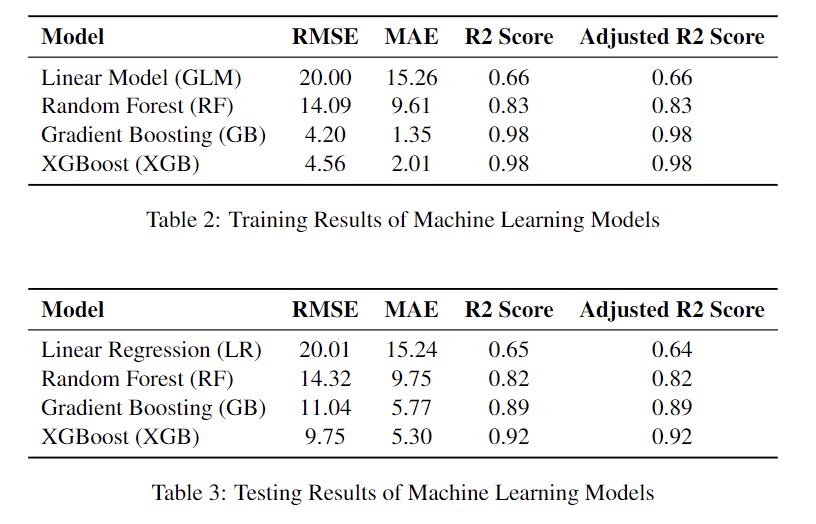 Model RMSE MAE R2 Score Adjusted R2 Score
Linear Model (GLM) 20.00 15.26 0.66 0.66
Random Forest (RF) 14.09 9.61 0.83 0.83
Gradient Boosting (GB) 4.20 1.35 0.98 0.98
XGBoost (XGB) 4.56 2.01 0.98 0.98
Table 2: Training Results of Machine Learning Models
Model RMSE MAE R2 Score Adjusted R2 Score
Linear Regression (LR) 20.01 15.24 0.65 0.64
Random Forest (RF) 14.32 9.75 0.82 0.82
Gradient Boosting (GB) 11.04 5.77 0.89 0.89
XGBoost (XGB) 9.75 5.30 0.92 0.92
Table 3: Testing Results of Machine Learning Models